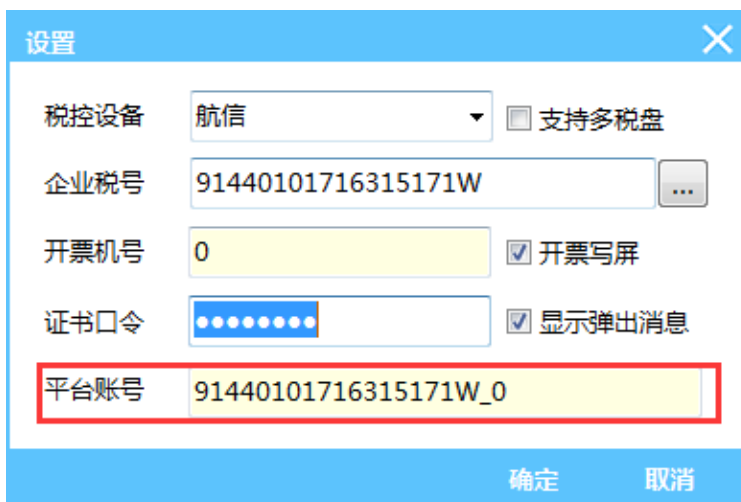 设置
税控设备 航信 支持多税盘
企业税号 91440101716315171W ...
开票机号 0 开票写屏
证书口令 ●●●●●●●● 显示弹出消息
平台账号 91440101716315171W_0
确定 取消